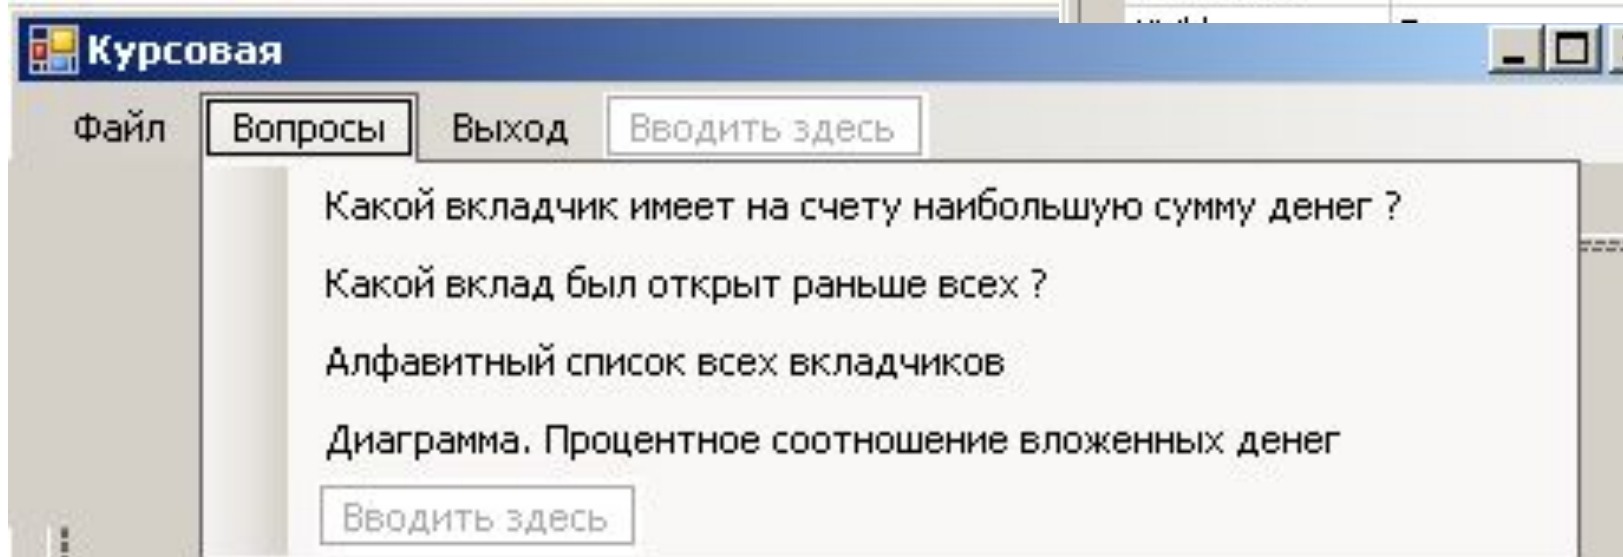 Курсовая
Файл Вопросы Выход Вводить здесь
Какой вкладчик имеет на счету наибольшую сумму денег ?
Какой вклад был открыт раньше всех ?
Алфавитный список всех вкладчиков
Диаграмма. Процентное соотношение вложенных денег
Вводить здесь